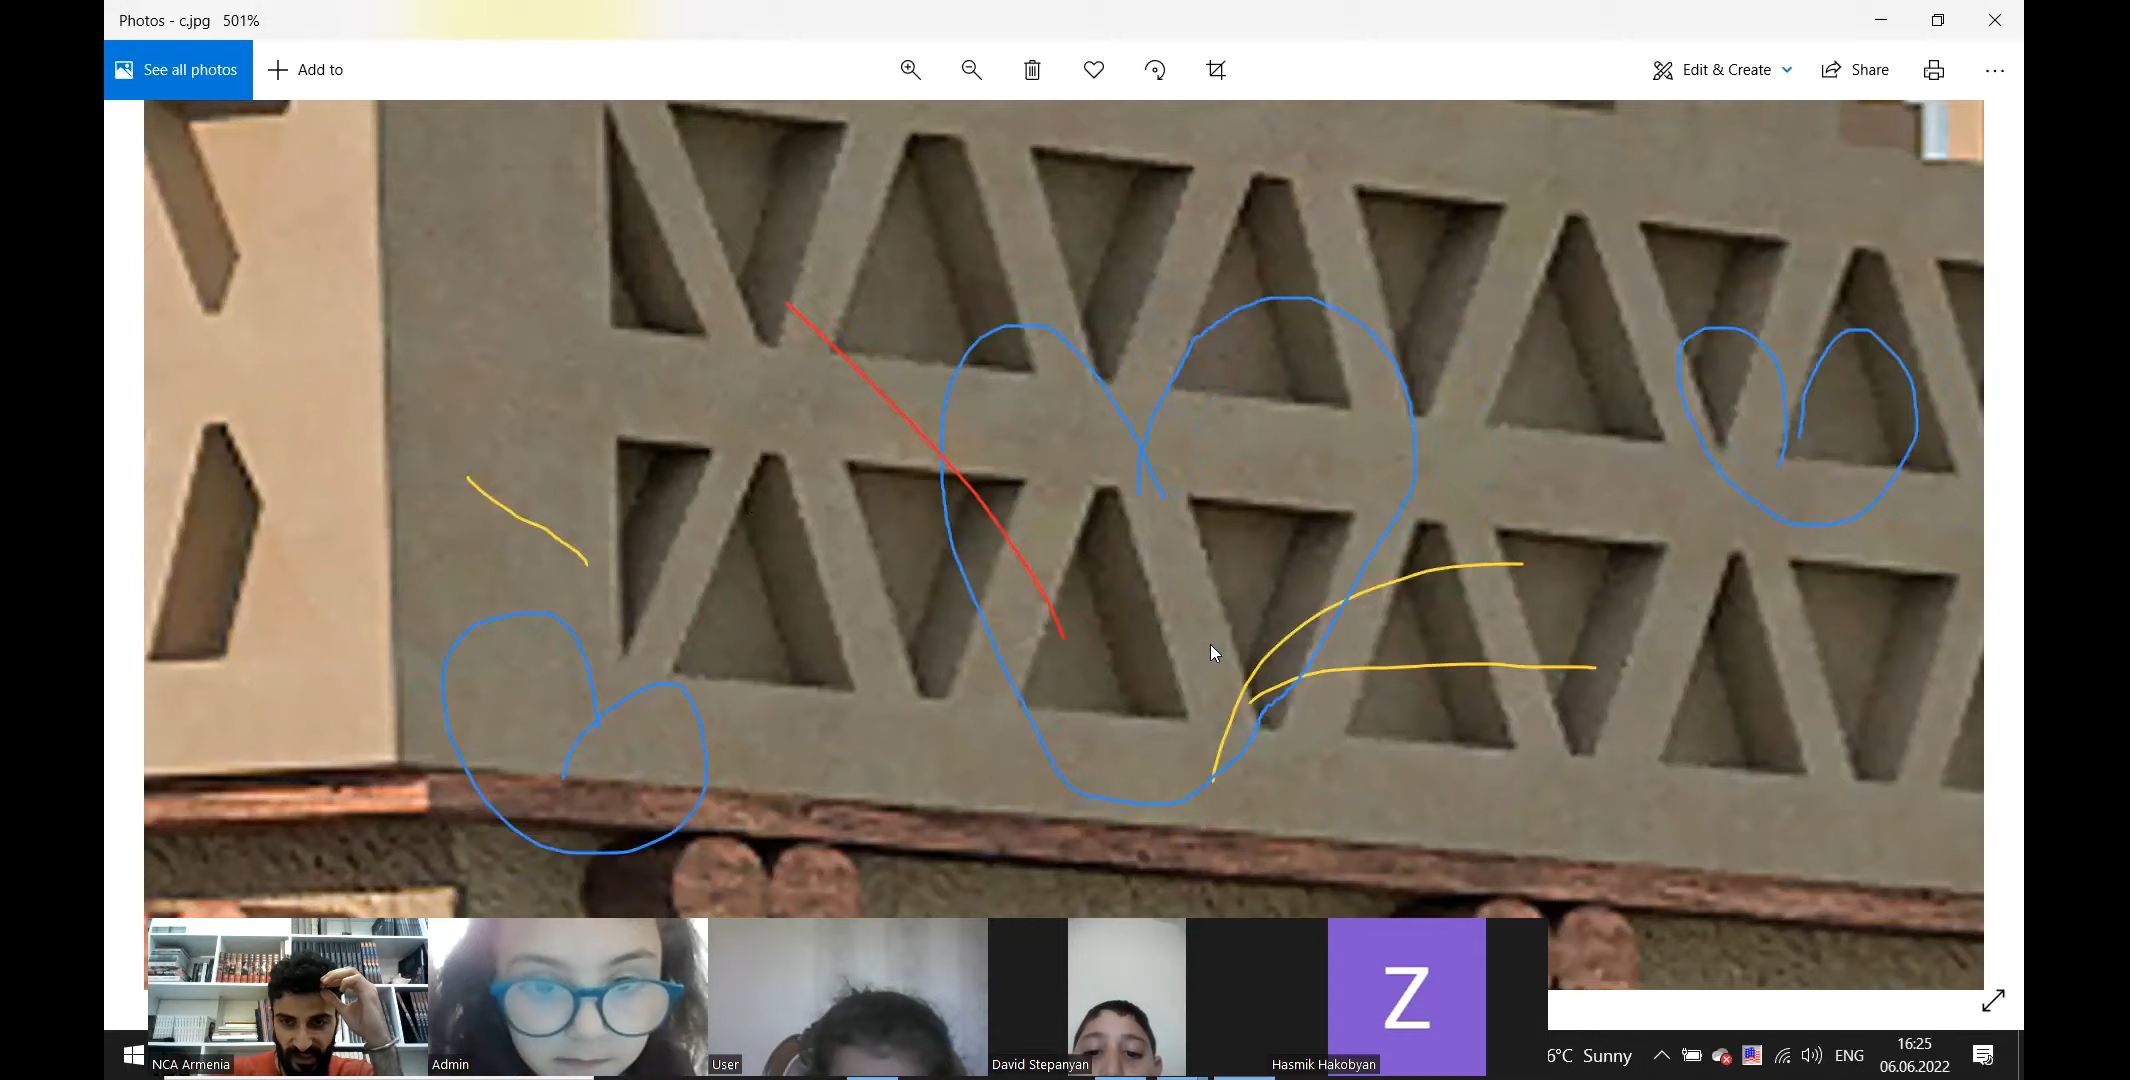 Photos - c.jpg 501%
See all photos
Add to
Edit & Create
Share
Z
NCA Armenia
Admin
User
David Stepanyan
Hasmik Hakobyan
6°C Sunny
ENG
16:25
06.06.2022